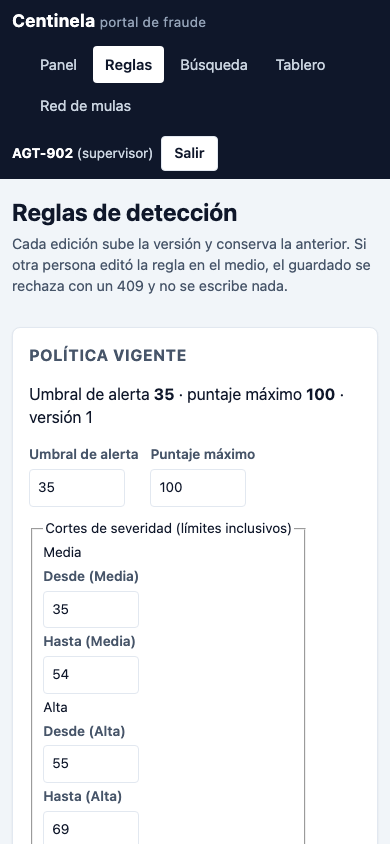 Centinela portal de fraude
Panel Reglas Búsqueda Tablero
Red de mulas
AGT-902 (supervisor) Salir
Reglas de detección
Cada edición sube la versión y conserva la anterior. Si
otra persona editó la regla en el medio, el guardado se
rechaza con un 409 y no se escribe nada.
POLÍTICA VIGENTE
Umbral de alerta 35 · puntaje máximo 100 ·
versión 1
Umbral de alerta Puntaje máximo
35 100
Cortes de severidad (límites inclusivos)
Media
Desde (Media)
35
Hasta (Media)
54
Alta
Desde (Alta)
55
Hasta (Alta)
69